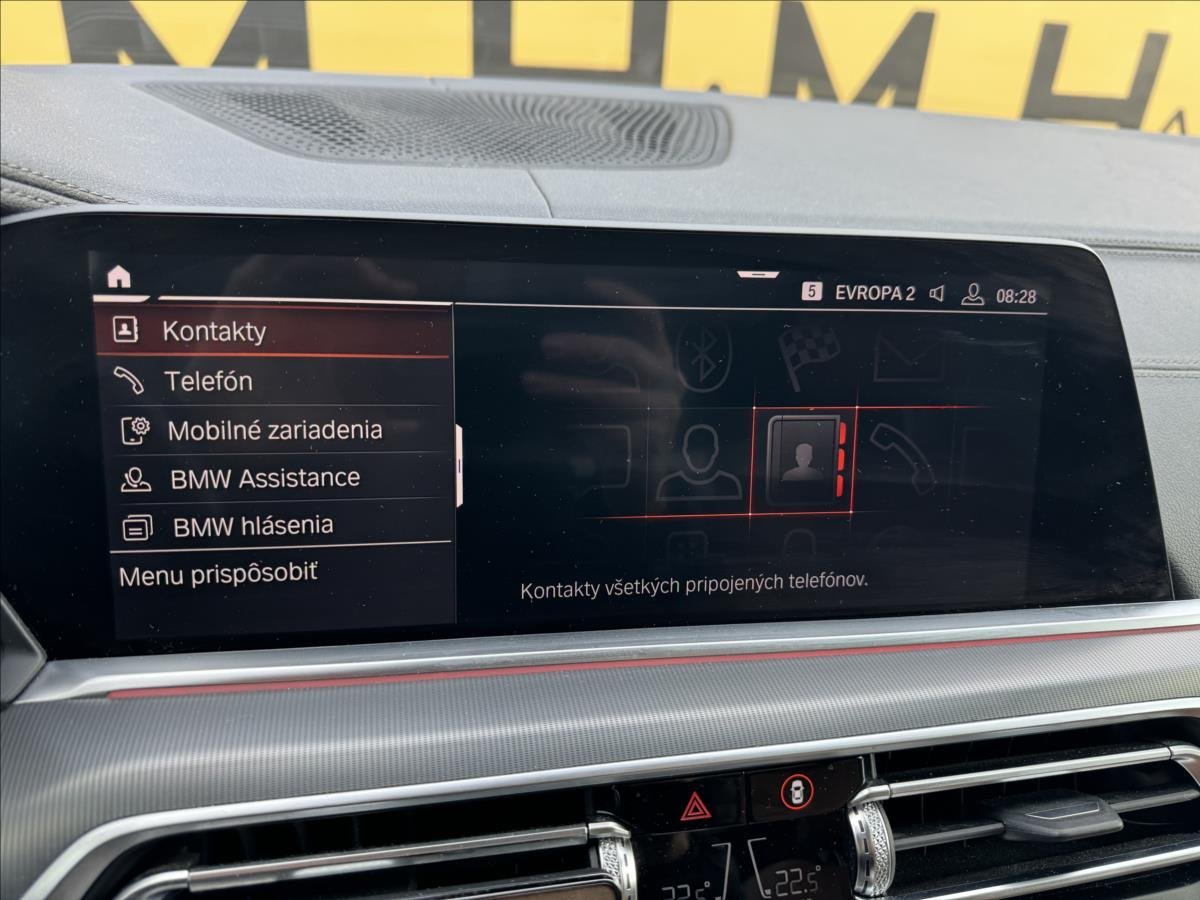 5 EVROPA 2 08:28
Kontakty
Telefón
Mobilné zariadenia
BMW Assistance
BMW hlásenia
Menu prispôsobiť
Kontakty všetkých pripojených telefónov.
22.5°